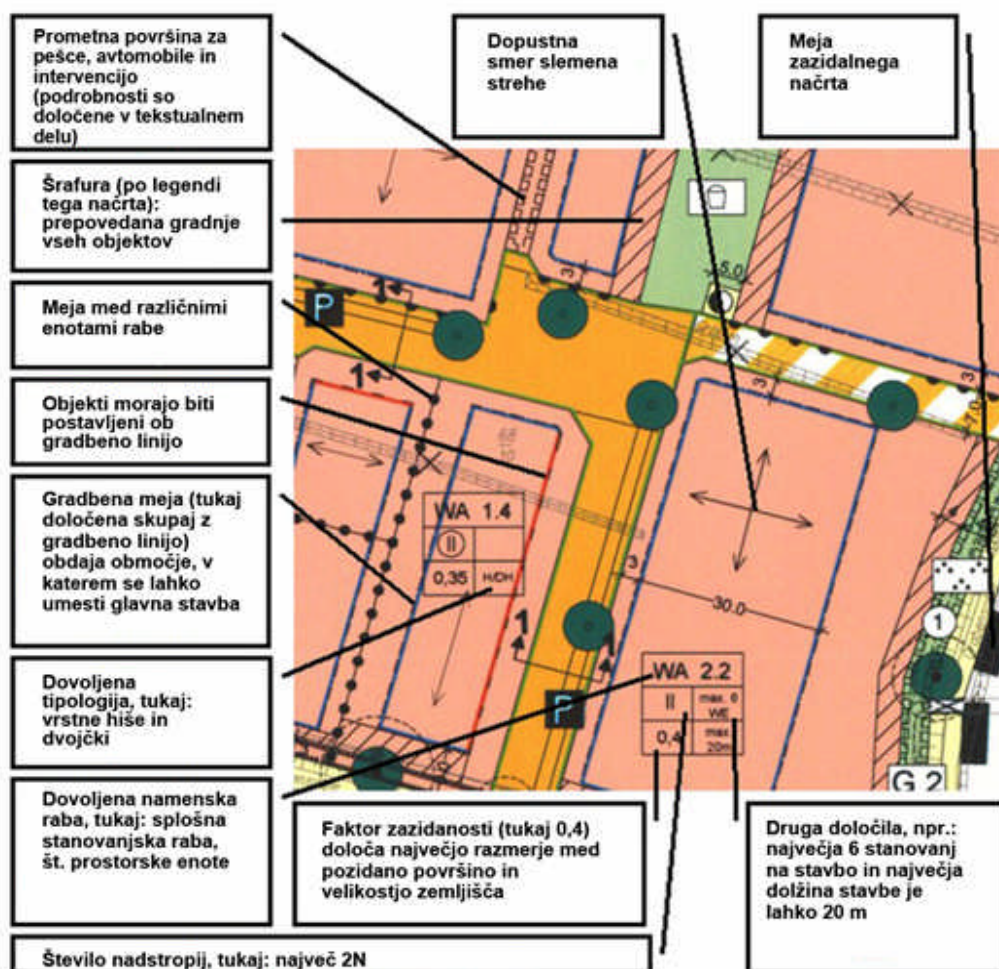 Prometna površina za
pešce, avtomobile in
intervencijo
(podrobnosti so
določene v tekstualnem
delu)
Dopustna
smer slemena
strehe
Meja
zazidalnega
načrta
Šrafura (po legendi
tega načrta):
prepovedana gradnje
vseh objektov
Meja med različnimi
enotami rabe
Objekti morajo biti
postavljeni ob
gradbeno linijo
Gradbena meja (tukaj
določena skupaj z
gradbeno linijo)
obdaja območje, v
katerem se lahko
umesti glavna stavba
Dovoljena
tipologija, tukaj:
vrstne hiše in
dvojčki
Dovoljena namenska
raba, tukaj: splošna
stanovanjska raba,
št. prostorske enote
P
1
1
3
5.0
3
3
7.0
WA 1.4
II
0,35 H/DH
3
30.0
1
1
1
P
WA 2.2
II max. 6
WE
0,4 max.
20m
G 2
Faktor zazidanosti (tukaj 0,4)
določa največjo razmerje med
pozidano površino in
velikostjo zemljišča
Druga določila, npr.:
največja 6 stanovanj
na stavbo in največja
dolžina stavbe je
lahko 20 m
Število nadstropij, tukaj: največ 2N